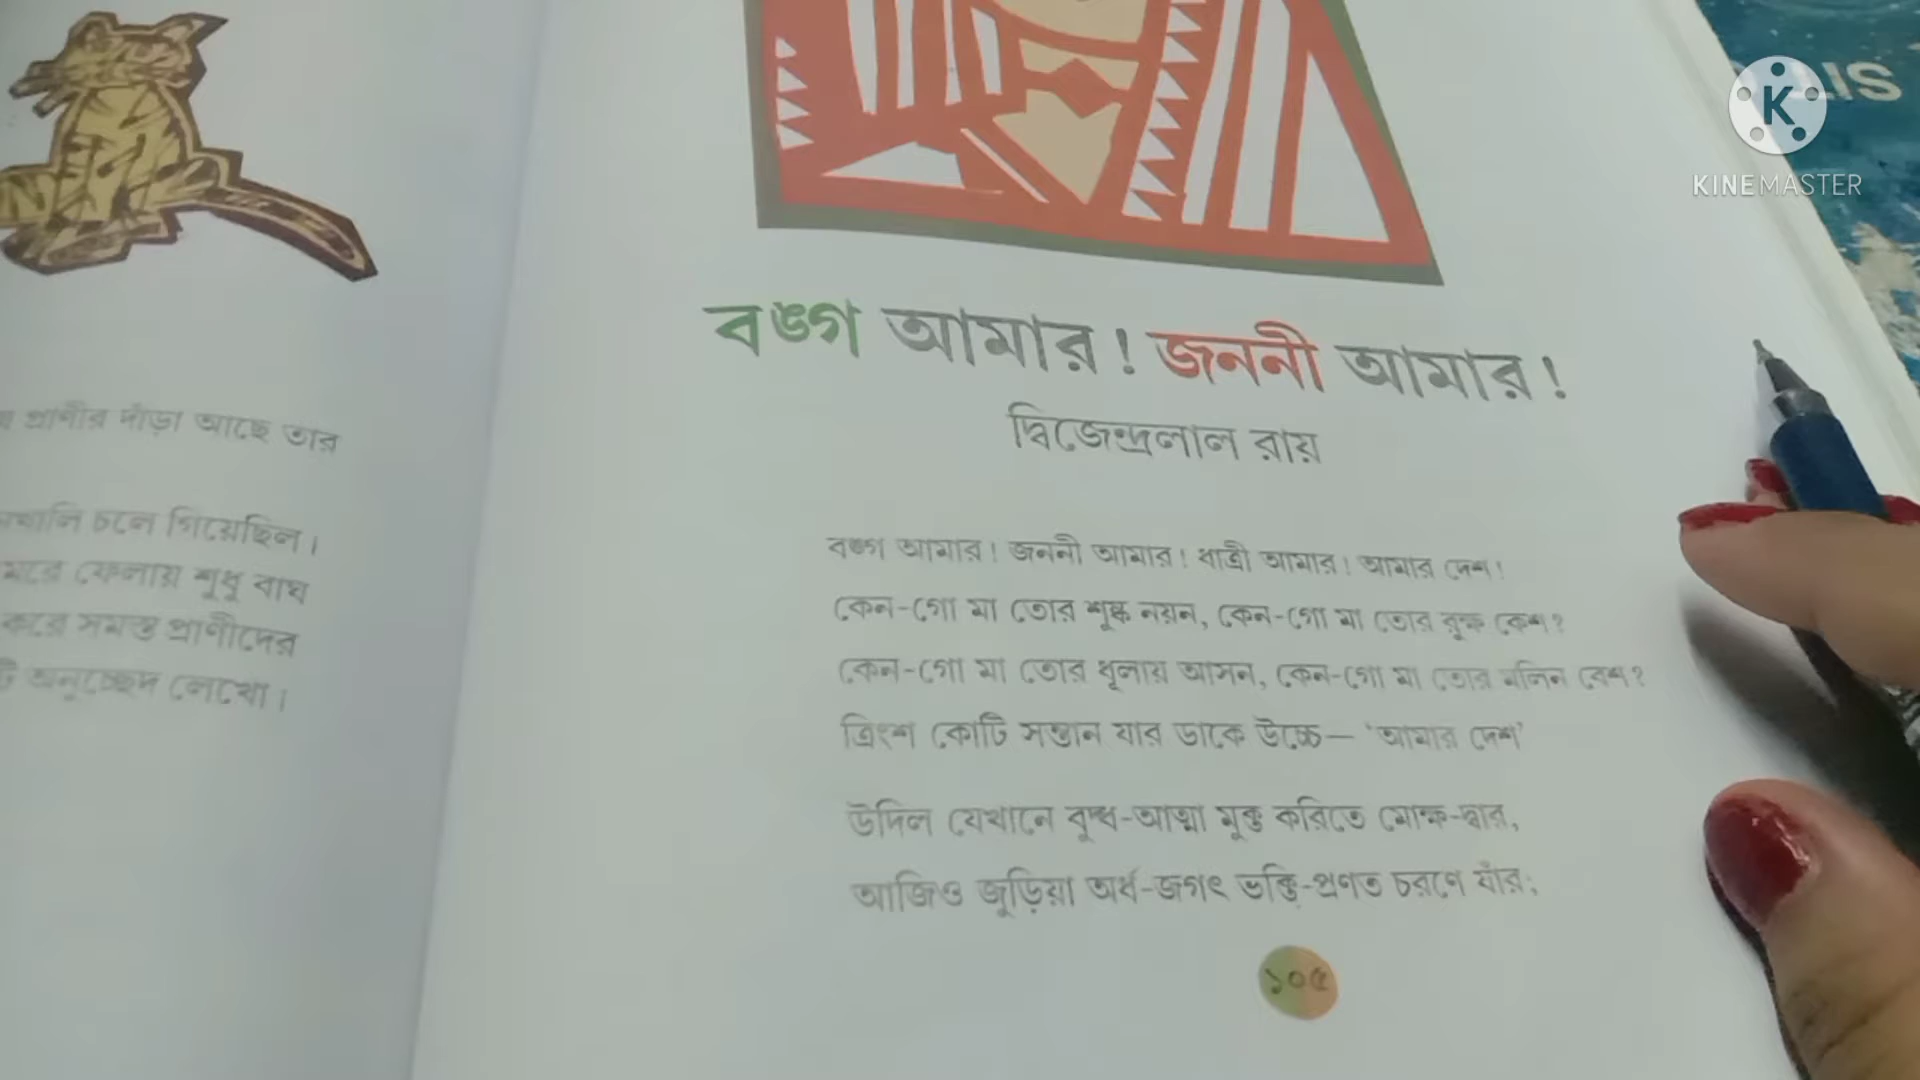 প্রাণীর দাঁড়া আছে তার
চলে গিয়েছিল।
ফেলায় শুধু বাঘ
করে সমস্ত প্রাণীদের
অনুচ্ছেদ লেখো।
বঙ্গ আমার! জননী আমার!
দ্বিজেন্দ্রলাল রায়
বঙ্গ আমার! জননী আমার! ধাত্রী আমার! আমার দেশ!
কেন-গো মা তোর শুষ্ক নয়ন, কেন-গো মা তোর রুক্ষ কেশ?
কেন-গো মা তোর ধূলায় আসন, কেন-গো মা তোর মলিন বেশ?
ত্রিংশ কোটি সন্তান যার ডাকে উচ্চে— ‘আমার দেশ’
উদিল যেখানে বুদ্ধ-আত্মা মুক্ত করিতে মোক্ষ-দ্বার,
আজিও জুড়িয়া অর্ধ-জগৎ ভক্তি-প্রণত চরণে যাঁর;
১০৫
K
KINEMASTER